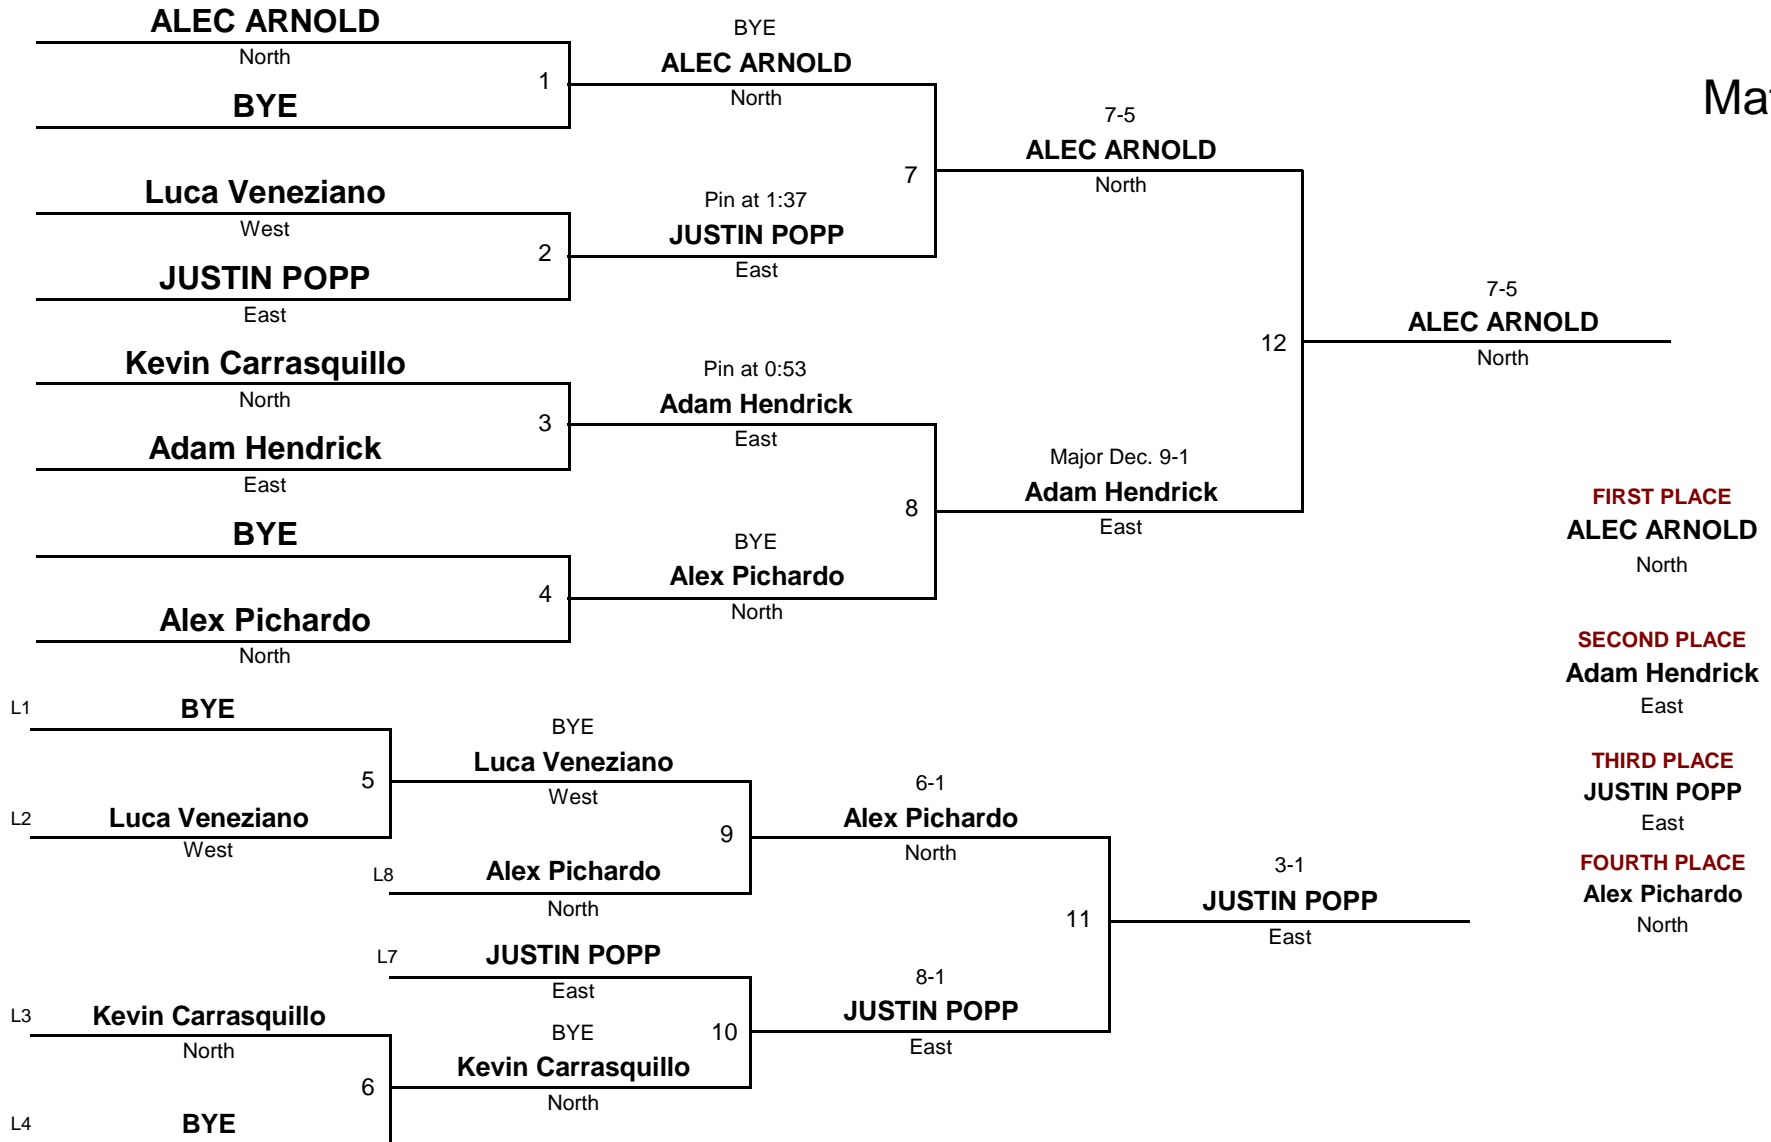 ALEC ARNOLD
North
1
BYE
Luca Veneziano
West
2
JUSTIN POPP
East
Kevin Carrasquillo
North
3
Adam Hendrick
East
BYE
4
Alex Pichardo
North
BYE
ALEC ARNOLD
North
7
Pin at 1:37
JUSTIN POPP
East
Pin at 0:53
Adam Hendrick
East
8
BYE
Alex Pichardo
North
7-5
ALEC ARNOLD
North
12
Major Dec. 9-1
Adam Hendrick
East
7-5
ALEC ARNOLD
North
FIRST PLACE
ALEC ARNOLD
North
SECOND PLACE
Adam Hendrick
East
THIRD PLACE
JUSTIN POPP
East
FOURTH PLACE
Alex Pichardo
North
L1 BYE
5
L2 Luca Veneziano
West
BYE
Luca Veneziano
West
9
L8 Alex Pichardo
North
L7 JUSTIN POPP
East
10
BYE
Kevin Carrasquillo
North
L3 Kevin Carrasquillo
North
6
L4 BYE
6-1
Alex Pichardo
North
11
8-1
JUSTIN POPP
East
3-1
JUSTIN POPP
East